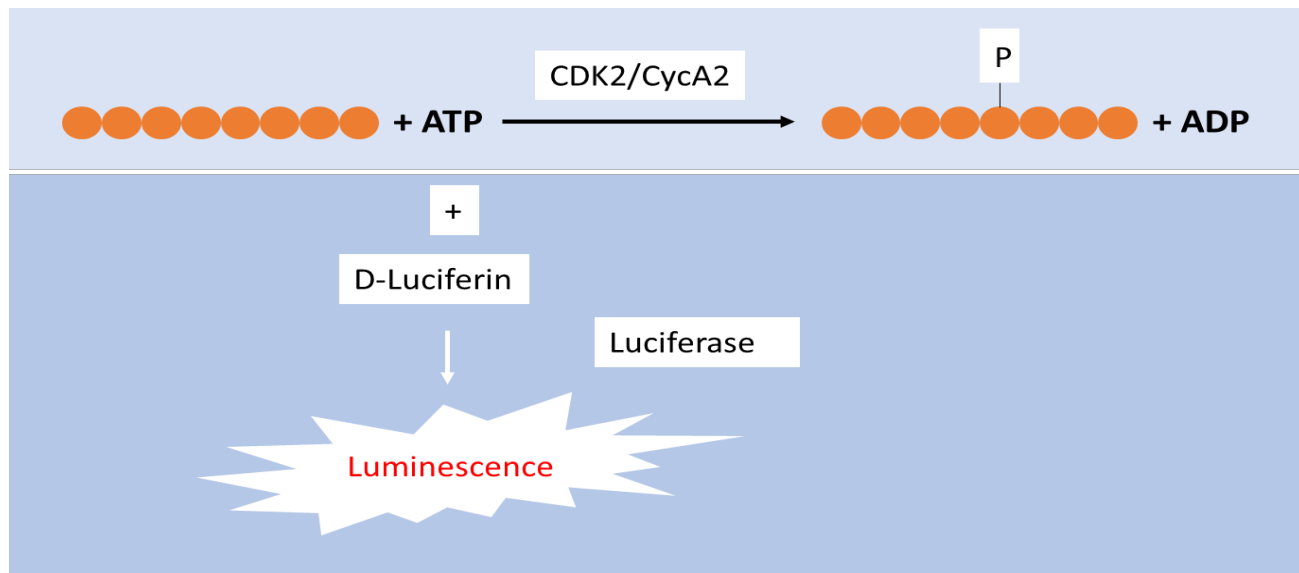 CDK2/CycA2
P
+ ATP
+ ADP
+
D-Luciferin
Luciferase
Luminescence